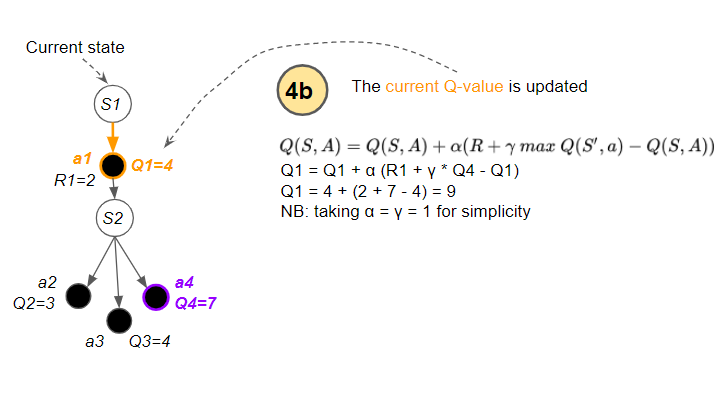 Current state
4b
The current Q-value is updated
S1
Q(S, A) = Q(S, A) + α(R + γ max Q(S′, a) − Q(S, A))
a1
Q1=4
R1=2
Q1 = Q1 + α (R1 + γ * Q4 - Q1)
Q1 = 4 + (2 + 7 - 4) = 9
NB: taking α = γ = 1 for simplicity
S2
a2
Q2=3
a4
Q4=7
a3
Q3=4